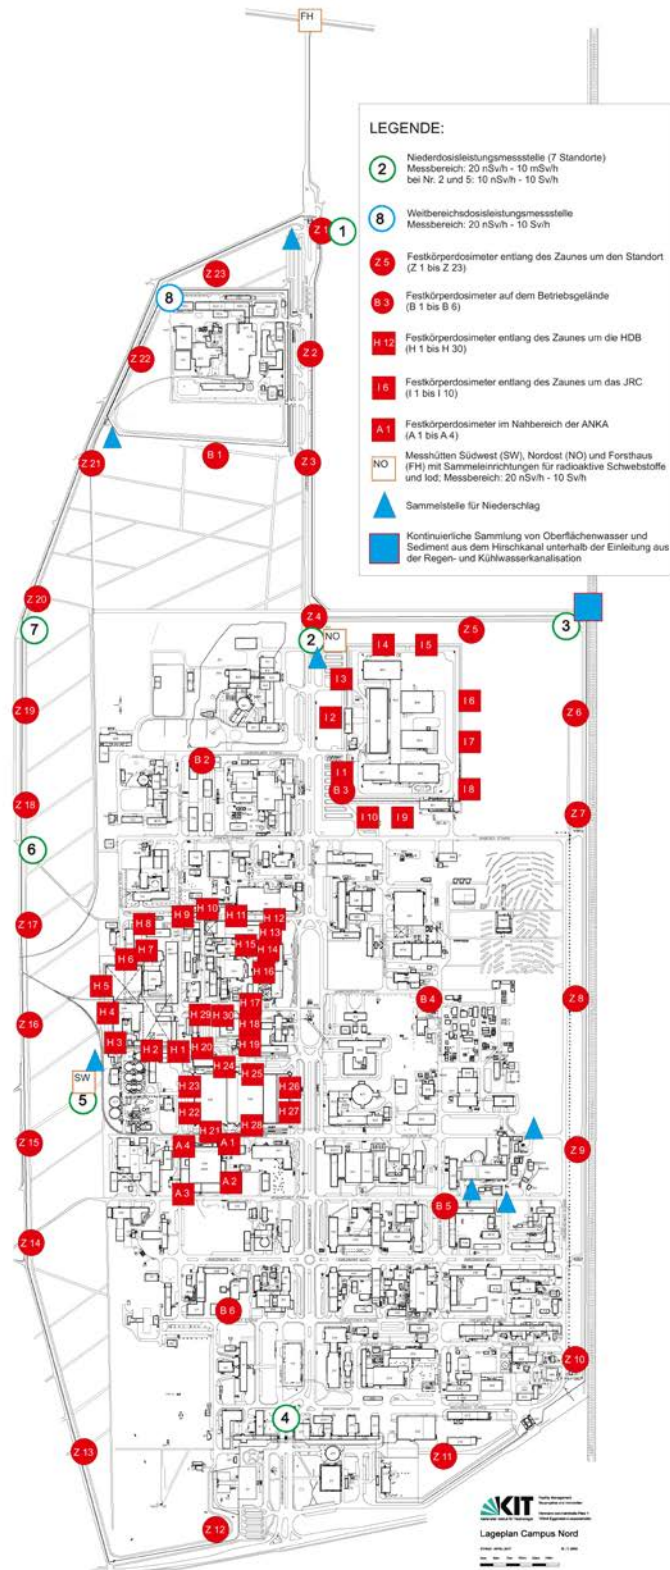 FH
LEGENDE:
2
Niederdosisleistungsmessstelle (7 Standorte)
Messbereich: 20 nSv/h - 10 mSv/h
bei Nr. 2 und 5: 10 nSv/h - 10 Sv/h
8
Weitbereichsdosisleistungsmessstelle
Messbereich: 20 nSv/h - 10 Sv/h
Z 5
Festkörperdosimeter entlang des Zaunes um den Standort
(Z 1 bis Z 23)
B 3
Festkörperdosimeter auf dem Betriebsgelände
(B 1 bis B 6)
H 12
Festkörperdosimeter entlang des Zaunes um die HDB
(H 1 bis H 30)
I 6
Festkörperdosimeter entlang des Zaunes um das JRC
(I 1 bis I 10)
A 1
Festkörperdosimeter im Nahbereich der ANKA
(A 1 bis A 4)
NO
Messhütten Südwest (SW), Nordost (NO) und Forsthaus
(FH) mit Sammeleinrichtungen für radioaktive Schwebstoffe
und Iod; Messbereich: 20 nSv/h - 10 Sv/h
Sammelstelle für Niederschlag
Kontinuierliche Sammlung von Oberflächenwasser und
Sediment aus dem Hirschkanal unterhalb der Einleitung aus
der Regen- und Kühlwasserkanalisation
Z 1
1
Z 23
8
Z 2
Z 22
B 1
Z 3
Z 21
Z 20
7
Z 4
2
NO
Z 5
3
I 4
I 5
I 3
I 6
Z 19
I 2
Z 6
I 7
B 2
I 1
B 3
I 8
Z 18
I 10
I 9
Z 7
6
H 10
H 9
H 11
H 12
H 8
Z 17
H 13
H 7
H 15
H 14
H 6
H 16
H 5
H 17
B 4
Z 8
H 4
H 29
H 30
H 18
Z 16
H 3
H 2
H 1
H 20
H 19
H 24
H 25
SW
5
H 23
H 26
H 22
H 27
H 28
H 21
Z 15
A 4
A 1
Z 9
A 2
A 3
B 5
Z 14
B 6
Z 10
4
Z 13
Z 11
Z 12
KIT
Lageplan Campus Nord